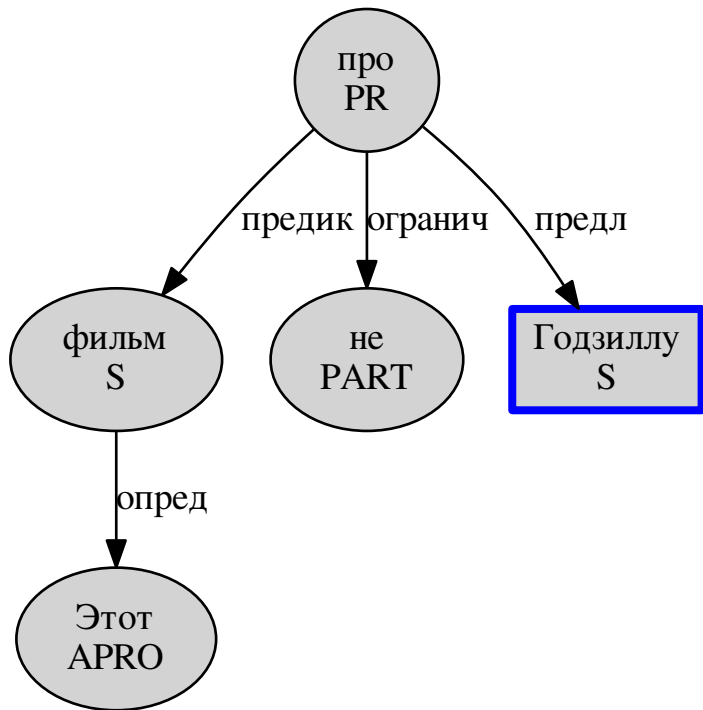 про
PR
предик
огранич
предл
фильм
S
не
PART
Годзиллу
S
опред
Этот
APRO